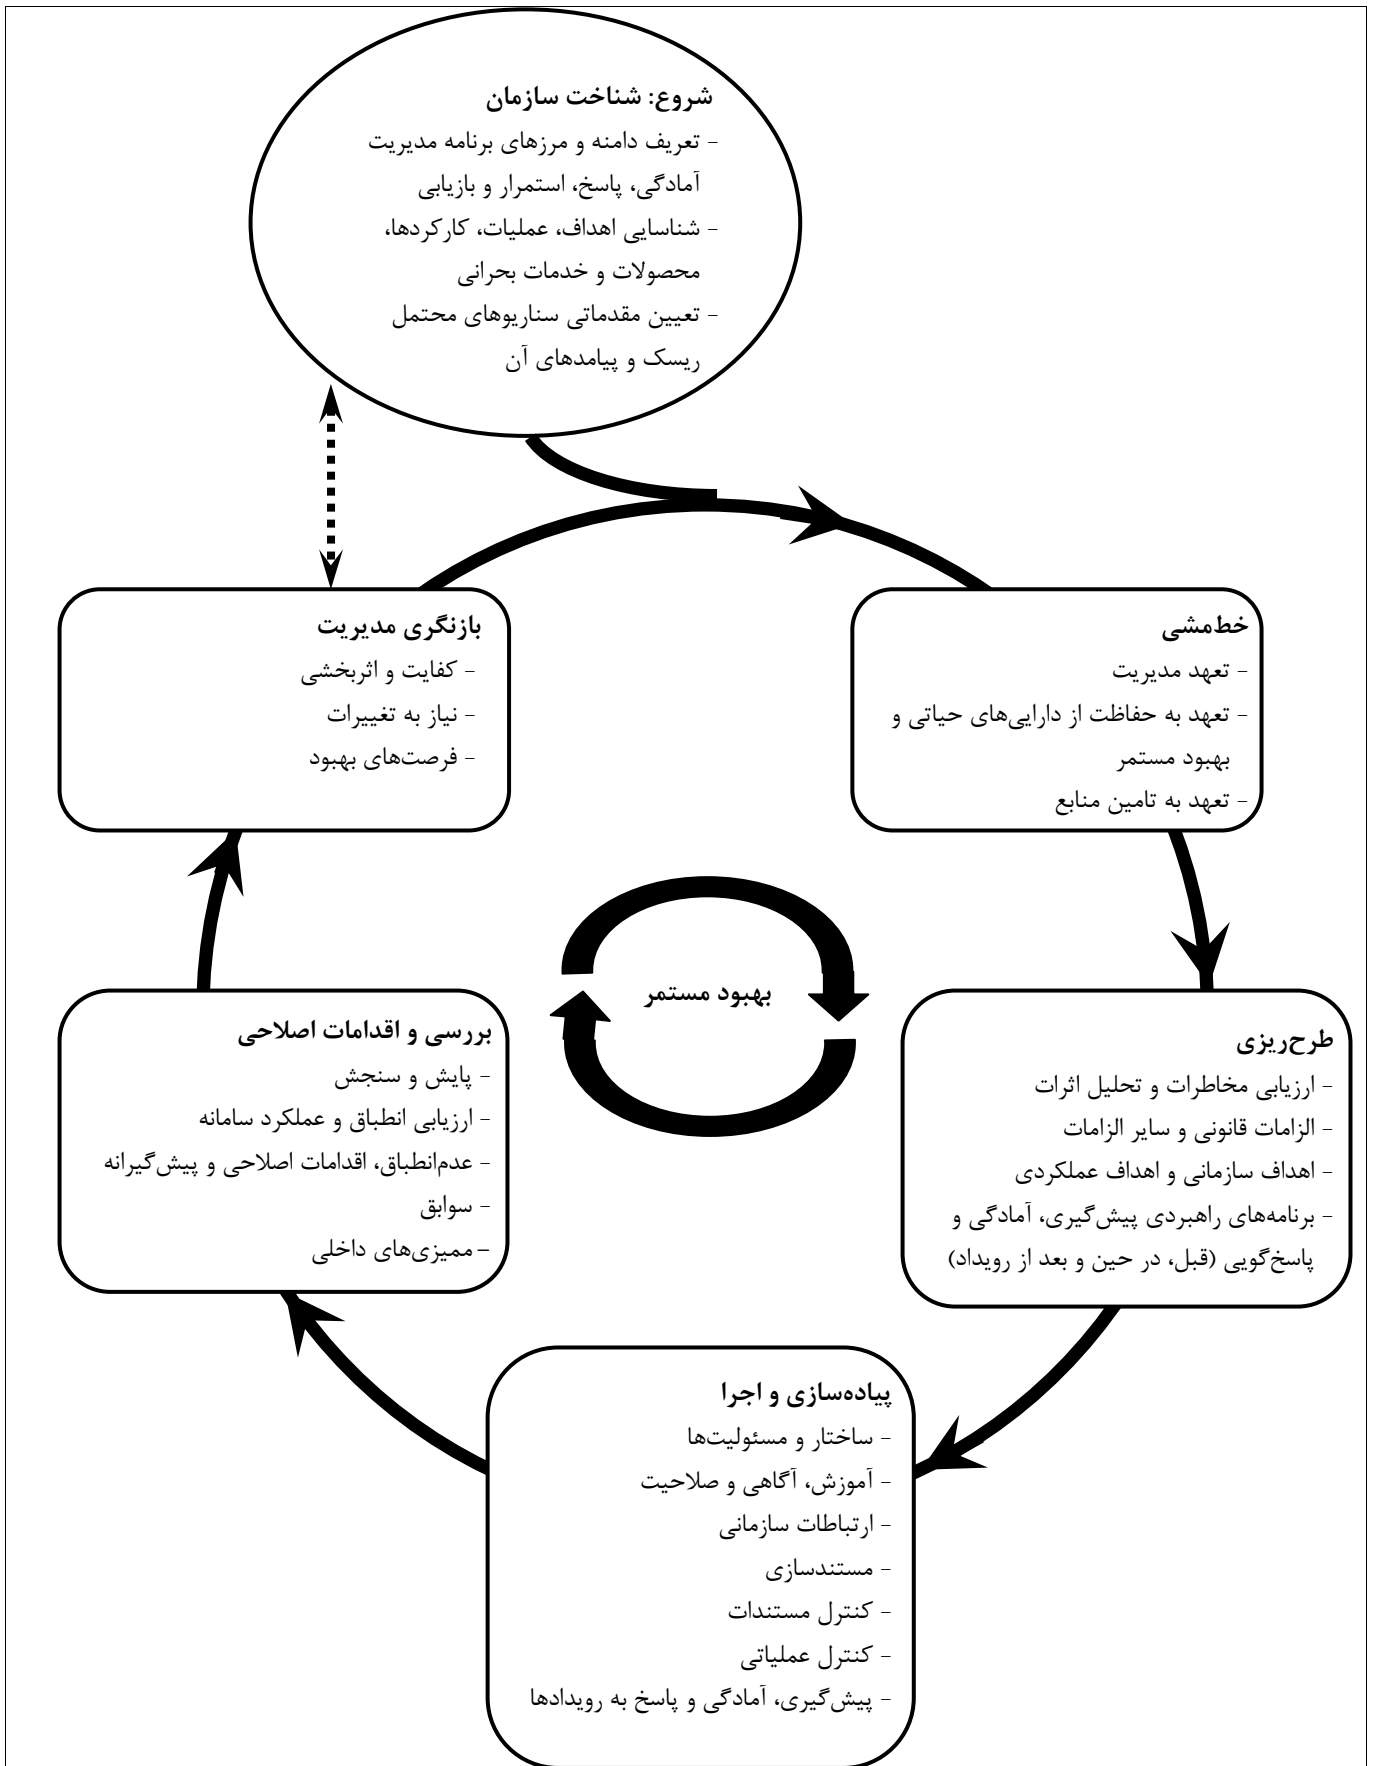 شروع: شناخت سازمان
- تعریف دامنه و مرزهای برنامه مدیریت
آمادگی، پاسخ، استمرار و بازیابی
- شناسایی اهداف، عملیات، کارکردها،
محصولات و خدمات بحرانی
- تعیین مقدماتی سناریوهای محتمل
ریسک و پیامدهای آن
خط‌مشی
- تعهد مدیریت
- تعهد به حفاظت از دارایی‌های حیاتی و
بهبود مستمر
- تعهد به تامین منابع
طرح‌ریزی
- ارزیابی مخاطرات و تحلیل اثرات
- الزامات قانونی و سایر الزامات
- اهداف سازمانی و اهداف عملکردی
- برنامه‌های راهبردی پیش‌گیری، آمادگی و
پاسخ‌گویی (قبل، در حین و بعد از رویداد)
پیاده‌سازی و اجرا
- ساختار و مسئولیت‌ها
- آموزش، آگاهی و صلاحیت
- ارتباطات سازمانی
- مستندسازی
- کنترل مستندات
- کنترل عملیاتی
- پیش‌گیری، آمادگی و پاسخ به رویدادها
بررسی و اقدامات اصلاحی
- پایش و سنجش
- ارزیابی انطباق و عملکرد سامانه
- عدم‌انطباق، اقدامات اصلاحی و پیش‌گیرانه
- سوابق
- ممیزی‌های داخلی
بازنگری مدیریت
- کفایت و اثربخشی
- نیاز به تغییرات
- فرصت‌های بهبود
بهبود مستمر